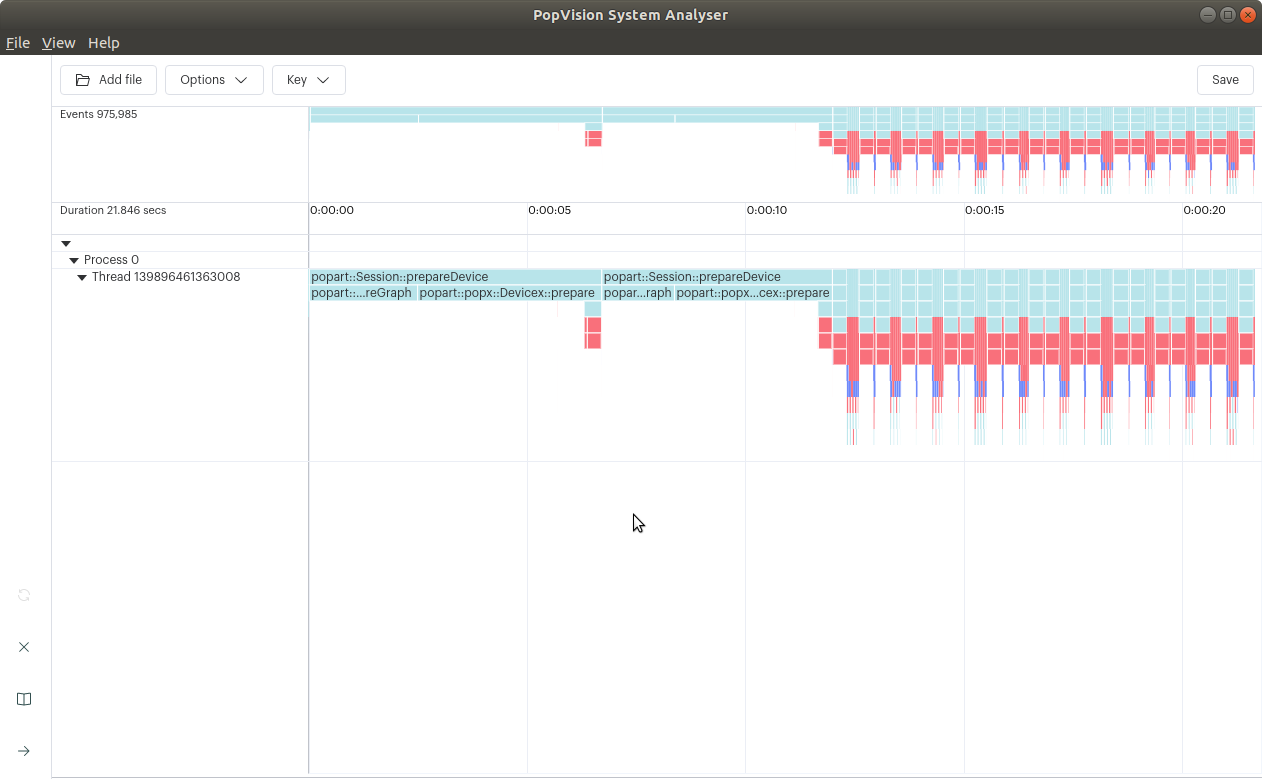 PopVision System Analyser
File View Help
Add file Options Key Save
Events 975,985
Duration 21.846 secs 0:00:00 0:00:05 0:00:10 0:00:15 0:00:20
Process 0
Thread 139896461363008 popart::Session::prepareDevice popart::Session::prepareDevice
popart::...reGraph popart::popx::Devicex::prepare popar...raph popart::popx...cex::prepare